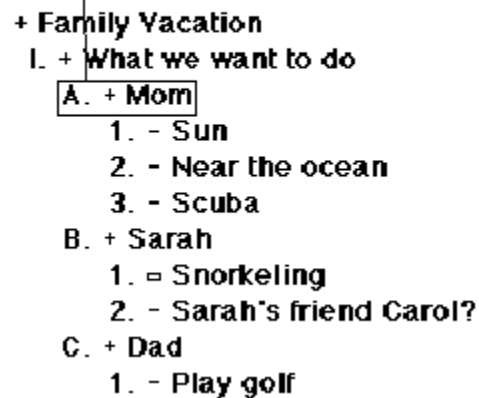 + Family Vacation
I. + What we want to do
A. + Mom
1. - Sun
2. - Near the ocean
3. - Scuba
B. + Sarah
1. ▭ Snorkeling
2. - Sarah's friend Carol?
C. + Dad
1. - Play golf